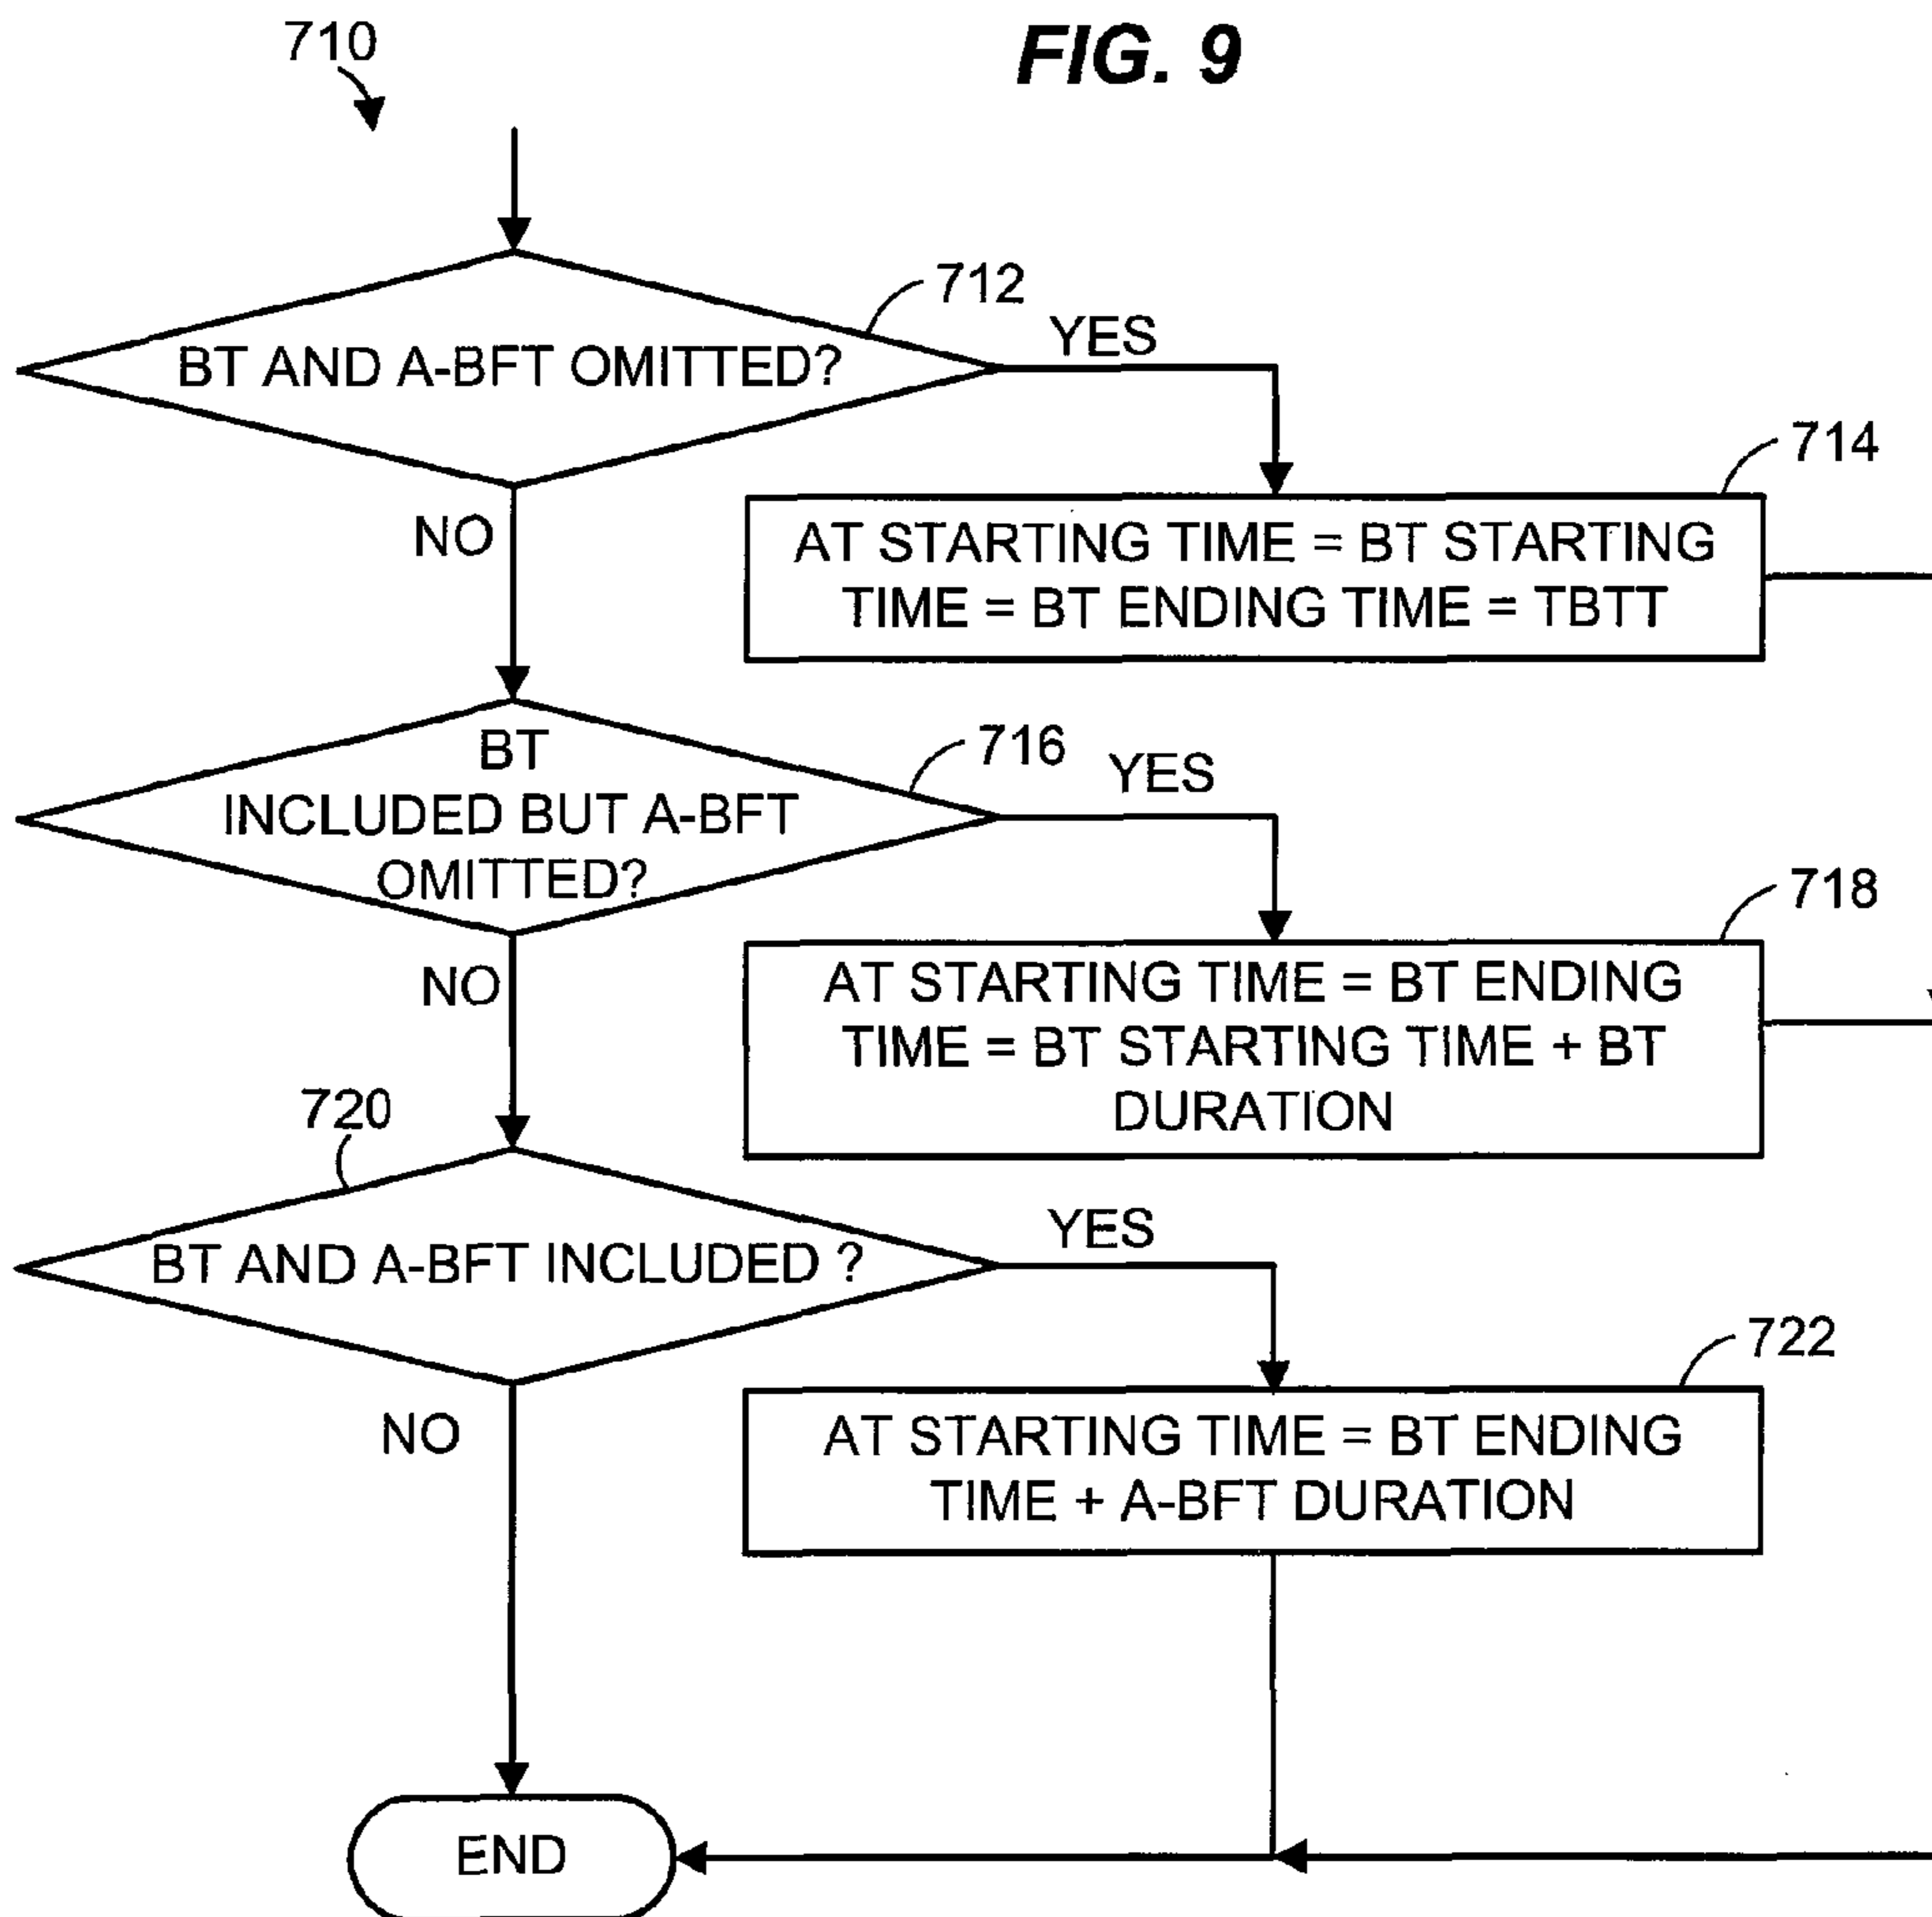 710
FIG. 9
712
BT AND A-BFT OMITTED?
YES
714
AT STARTING TIME = BT STARTING
TIME = BT ENDING TIME = TBTT
NO
BT
INCLUDED BUT A-BFT
OMITTED?
716
YES
718
AT STARTING TIME = BT ENDING
TIME = BT STARTING TIME + BT
DURATION
NO
720
BT AND A-BFT INCLUDED ?
YES
722
AT STARTING TIME = BT ENDING
TIME + A-BFT DURATION
NO
END